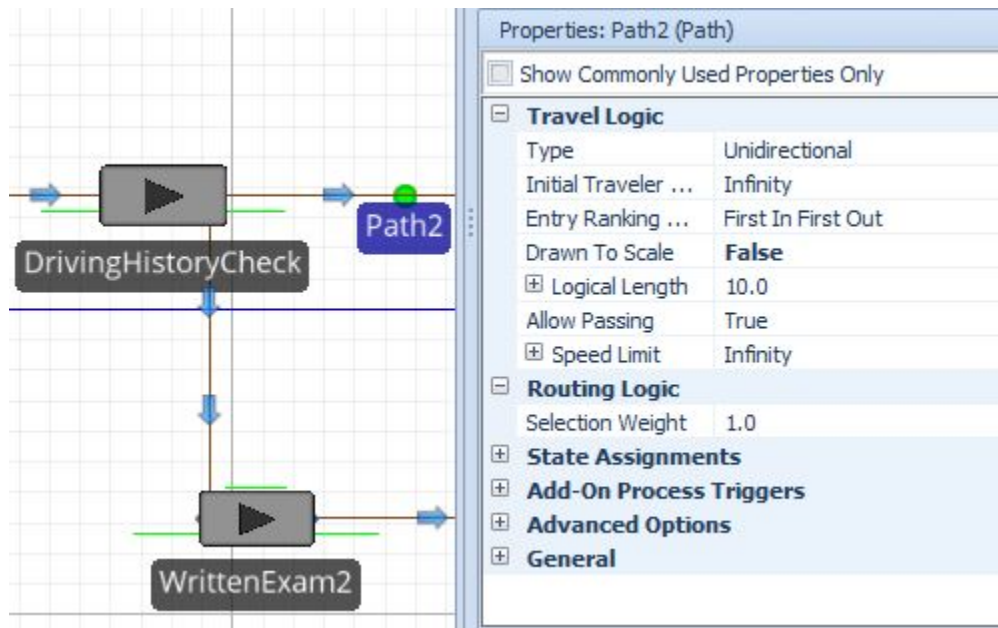 Properties: Path2 (Path)
Show Commonly Used Properties Only
Travel Logic
Type Unidirectional
Initial Traveler ... Infinity
Entry Ranking ... First In First Out
Drawn To Scale False
Logical Length 10.0
Allow Passing True
Speed Limit Infinity
Routing Logic
Selection Weight 1.0
State Assignments
Add-On Process Triggers
Advanced Options
General
Path2
DrivingHistoryCheck
WrittenExam2